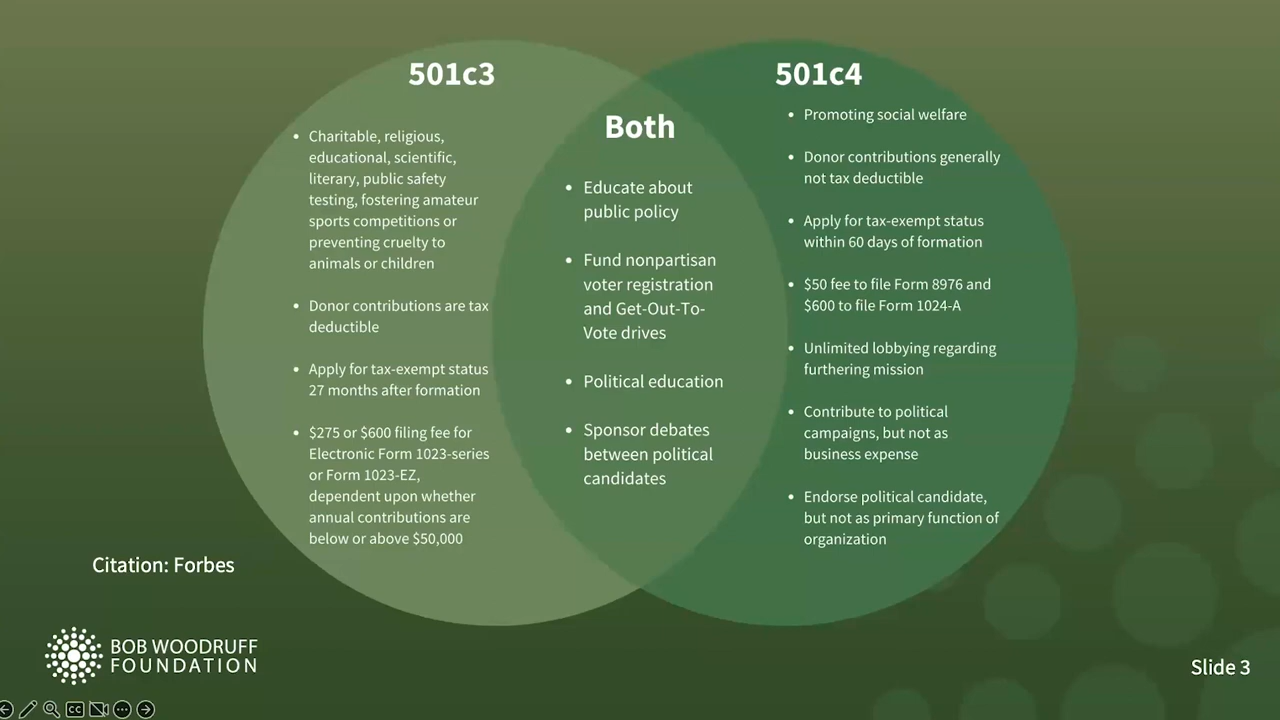 501c3
• Charitable, religious,
educational, scientific,
literary, public safety
testing, fostering amateur
sports competitions or
preventing cruelty to
animals or children
• Donor contributions are tax
deductible
• Apply for tax-exempt status
27 months after formation
• $275 or $600 filing fee for
Electronic Form 1023-series
or Form 1023-EZ,
dependent upon whether
annual contributions are
below or above $50,000
Both
• Educate about
public policy
• Fund nonpartisan
voter registration
and Get-Out-To-
Vote drives
• Political education
• Sponsor debates
between political
candidates
501c4
• Promoting social welfare
• Donor contributions generally
not tax deductible
• Apply for tax-exempt status
within 60 days of formation
• $50 fee to file Form 8976 and
$600 to file Form 1024-A
• Unlimited lobbying regarding
furthering mission
• Contribute to political
campaigns, but not as
business expense
• Endorse political candidate,
but not as primary function of
organization
Citation: Forbes
BOB WOODRUFF
FOUNDATION
Slide 3
CC